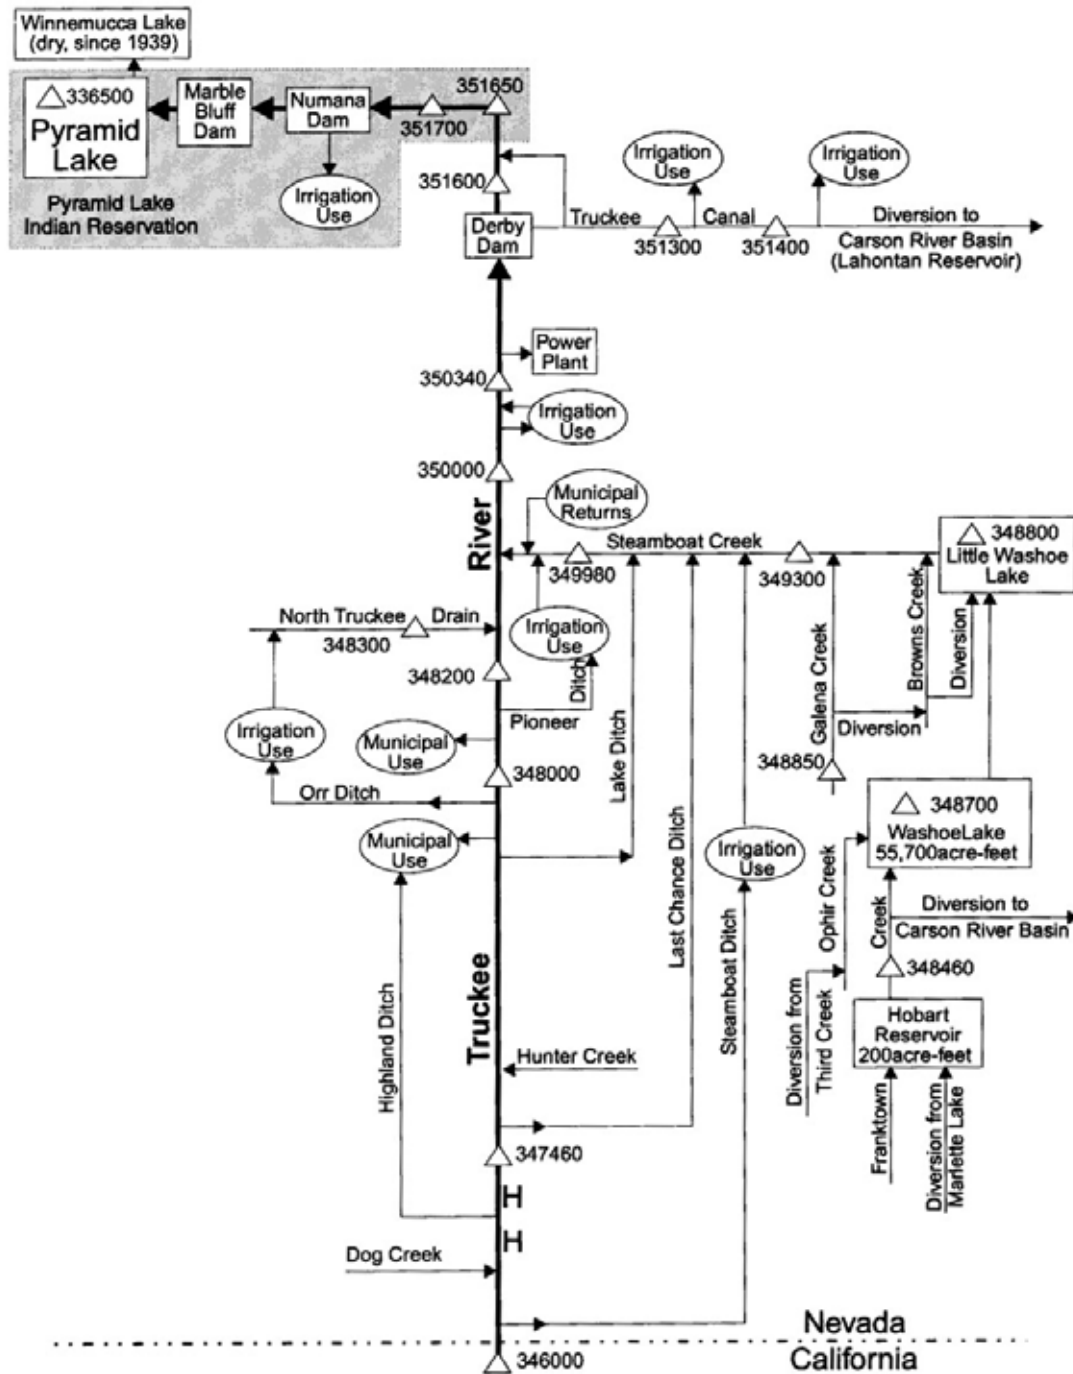 Winnemucca Lake
(dry, since 1939)
336500
Pyramid
Lake
Marble
Bluff
Dam
Numana
Dam
351650
351700
Irrigation
Use
Pyramid Lake
Indian Reservation
351600
Derby
Dam
Irrigation
Use
Irrigation
Use
Truckee
Canal
351300
351400
Diversion to
Carson River Basin
(Lahontan Reservoir)
Power
Plant
350340
Irrigation
Use
350000
Municipal
Returns
River
Steamboat Creek
349980
349300
348800
Little Washoe
Lake
North Truckee
Drain
348300
Irrigation
Use
348200
Ditch
Pioneer
Galena Creek
Browns Creek
Diversion
Diversion
Irrigation
Use
Municipal
Use
348000
Lake Ditch
348850
Orr Ditch
Municipal
Use
348700
WashoeLake
55,700acre-feet
Last Chance Ditch
Irrigation
Use
Ophir Creek
Creek
Diversion to
Carson River Basin
348460
Highland Ditch
Truckee
Steamboat Ditch
Hobart
Reservoir
200acre-feet
Hunter Creek
Diversion from
Third Creek
Franktown
Diversion from
Marlette Lake
347460
H
H
Dog Creek
Nevada
California
346000